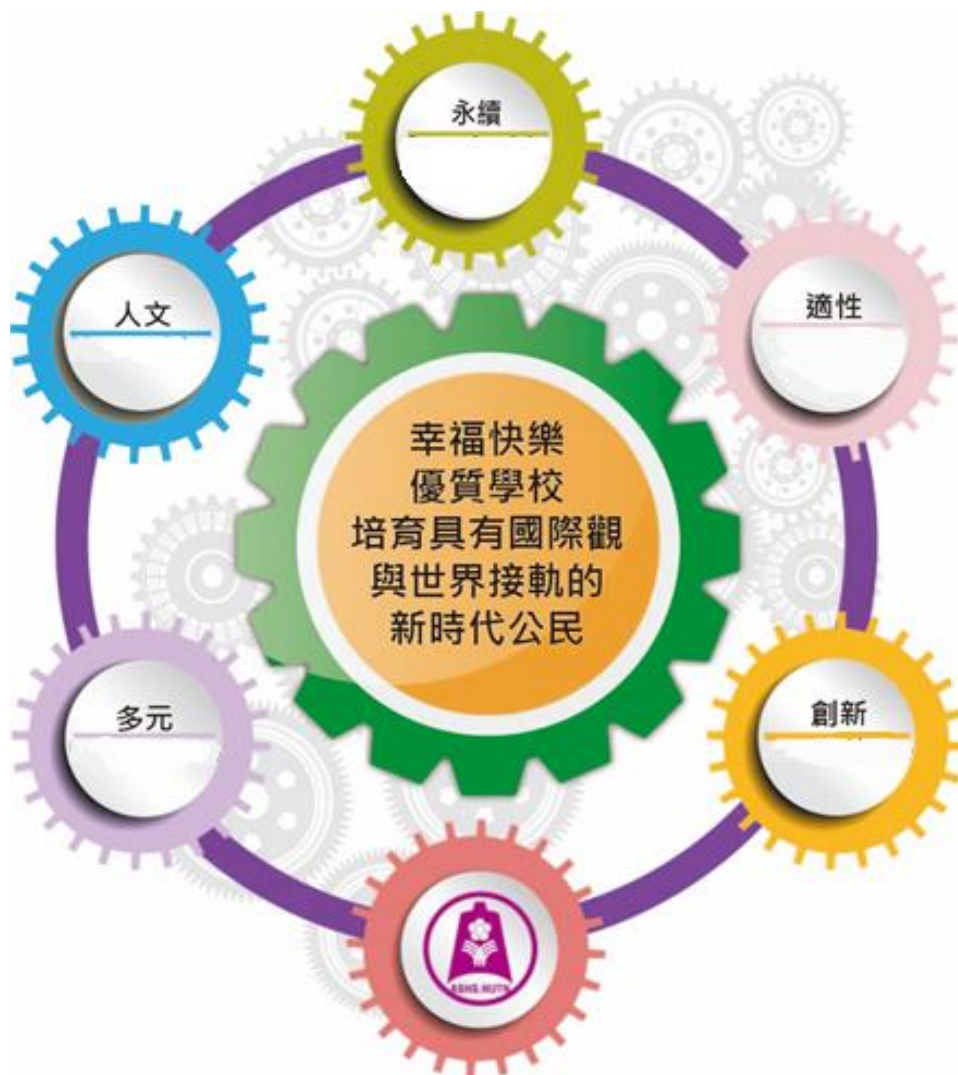 永續
人文
適性
幸福快樂
優質學校
培育具有國際觀
與世界接軌的
新時代公民
多元
創新